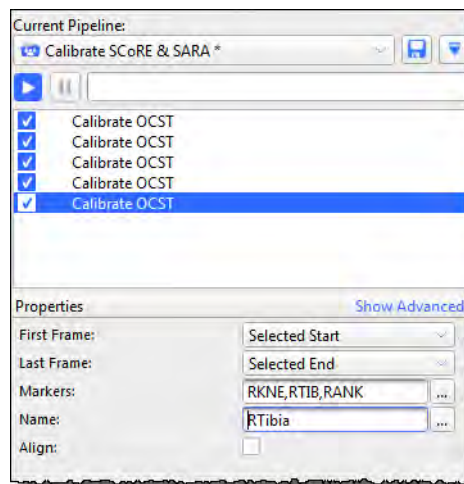 Current Pipeline:
Calibrate SCoRE & SARA *
Calibrate OCST
Calibrate OCST
Calibrate OCST
Calibrate OCST
Calibrate OCST
Properties Show Advanced
First Frame: Selected Start
Last Frame: Selected End
Markers: RKNE,RTIB,RANK ...
Name: RTibia ...
Align: